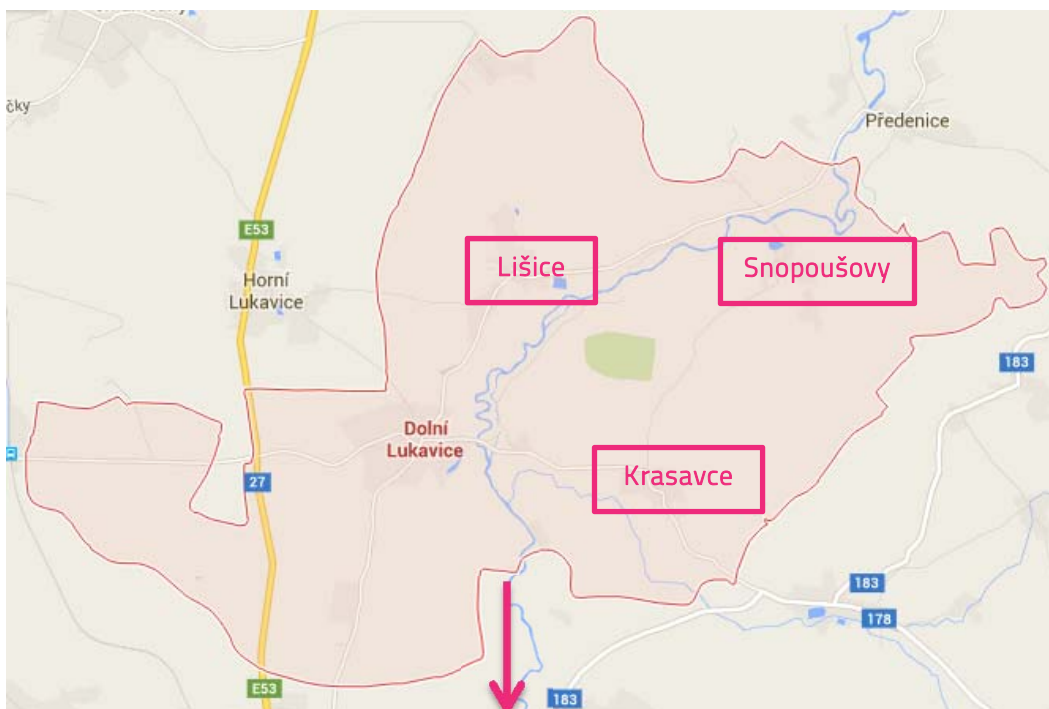 čky
Předenice
E53
Lišice
Snopoušovy
Horní
Lukavice
183
Dolní
Lukavice
27
Krasavce
183
178
E53
183